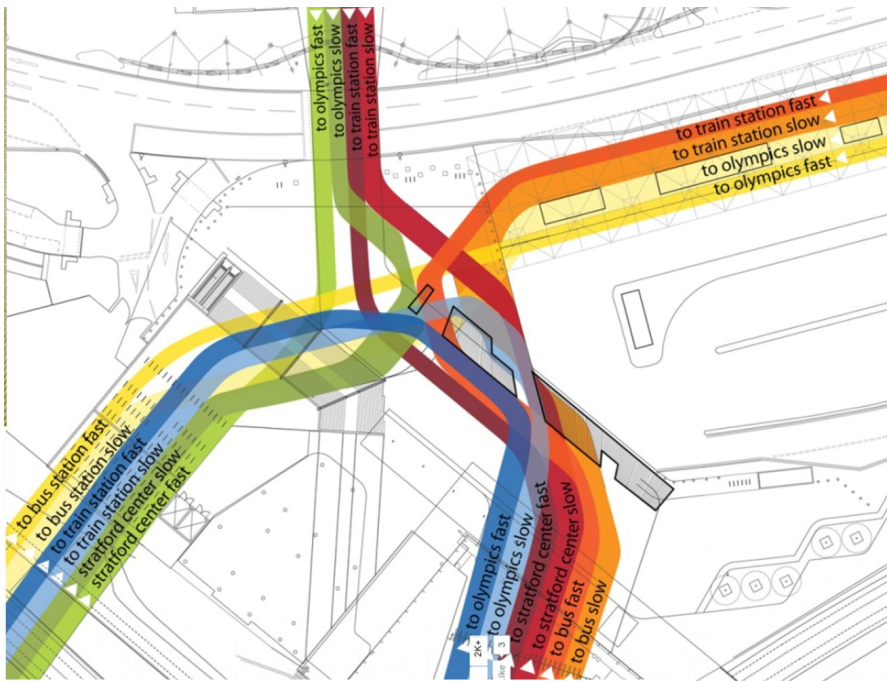 to olympics fast
to olympics slow
to train station fast
to train station slow
to train station fast
to train station slow
to olympics slow
to olympics fast
to bus station fast
to bus station slow
to train station fast
to train station slow
stratford center slow
stratford center fast
to olympics fast
to olympics slow
to stratford center fast
to stratford center slow
to bus fast
to bus slow
2K+
Like
3